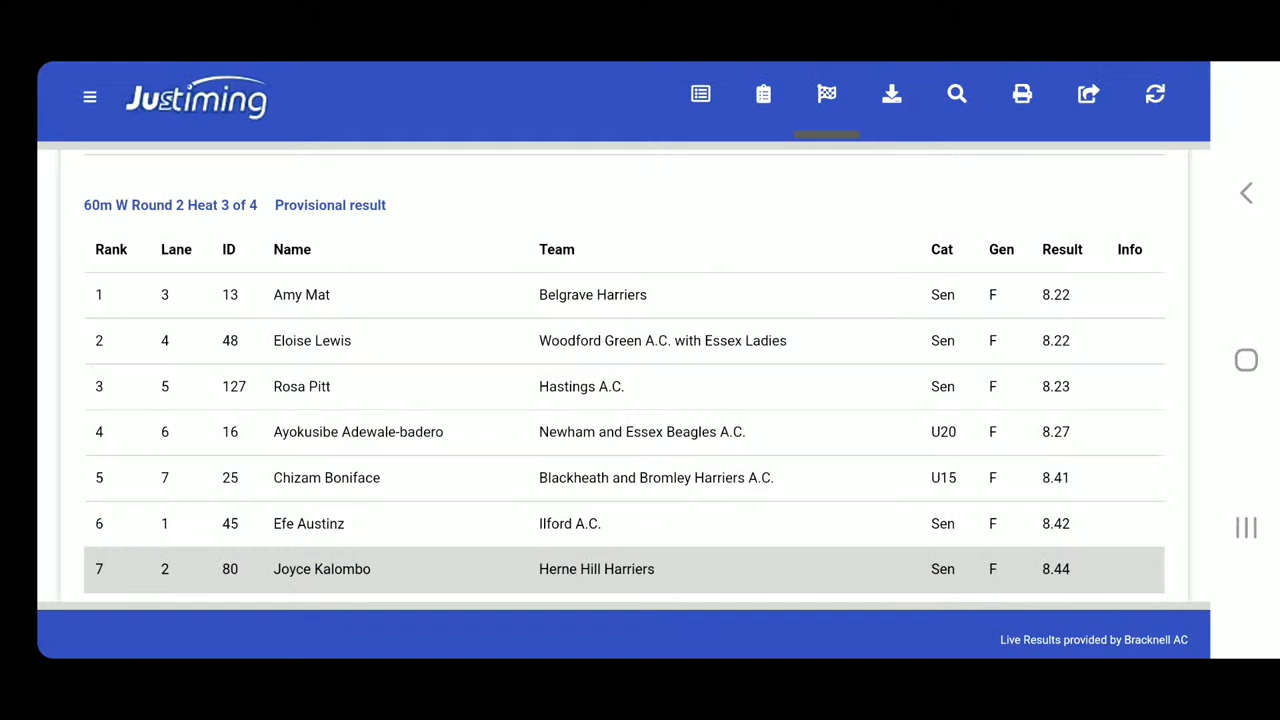 Justiming
60m W Round 2 Heat 3 of 4 Provisional result
Rank Lane ID Name Team Cat Gen Result Info
1 3 13 Amy Mat Belgrave Harriers Sen F 8.22
2 4 48 Eloise Lewis Woodford Green A.C. with Essex Ladies Sen F 8.22
3 5 127 Rosa Pitt Hastings A.C. Sen F 8.23
4 6 16 Ayokusibe Adewale-badero Newham and Essex Beagles A.C. U20 F 8.27
5 7 25 Chizam Boniface Blackheath and Bromley Harriers A.C. U15 F 8.41
6 1 45 Efe Austinz Ilford A.C. Sen F 8.42
7 2 80 Joyce Kalombo Herne Hill Harriers Sen F 8.44
Live Results provided by Bracknell AC